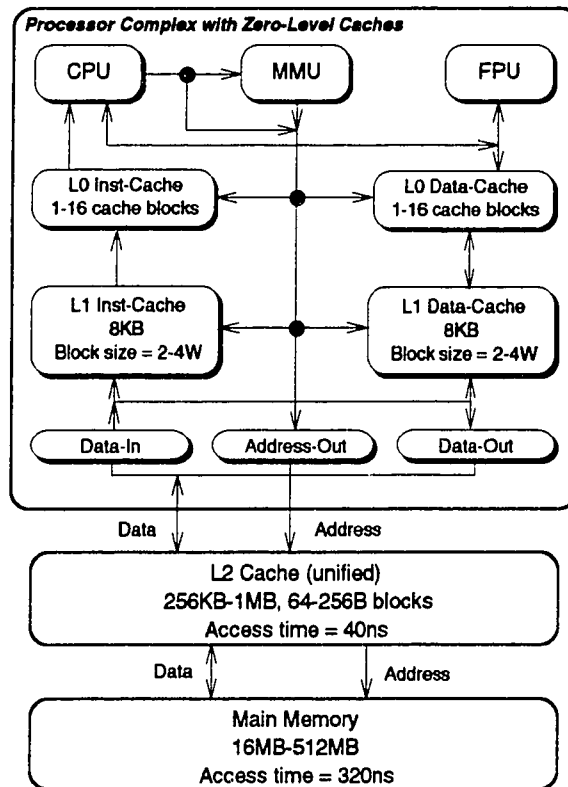 Processor Complex with Zero-Level Caches
CPU
MMU
FPU
L0 Inst-Cache
1-16 cache blocks
L0 Data-Cache
1-16 cache blocks
L1 Inst-Cache
8KB
Block size = 2-4W
L1 Data-Cache
8KB
Block size = 2-4W
Data-In
Address-Out
Data-Out
Data
Address
L2 Cache (unified)
256KB-1MB, 64-256B blocks
Access time = 40ns
Data
Address
Main Memory
16MB-512MB
Access time = 320ns